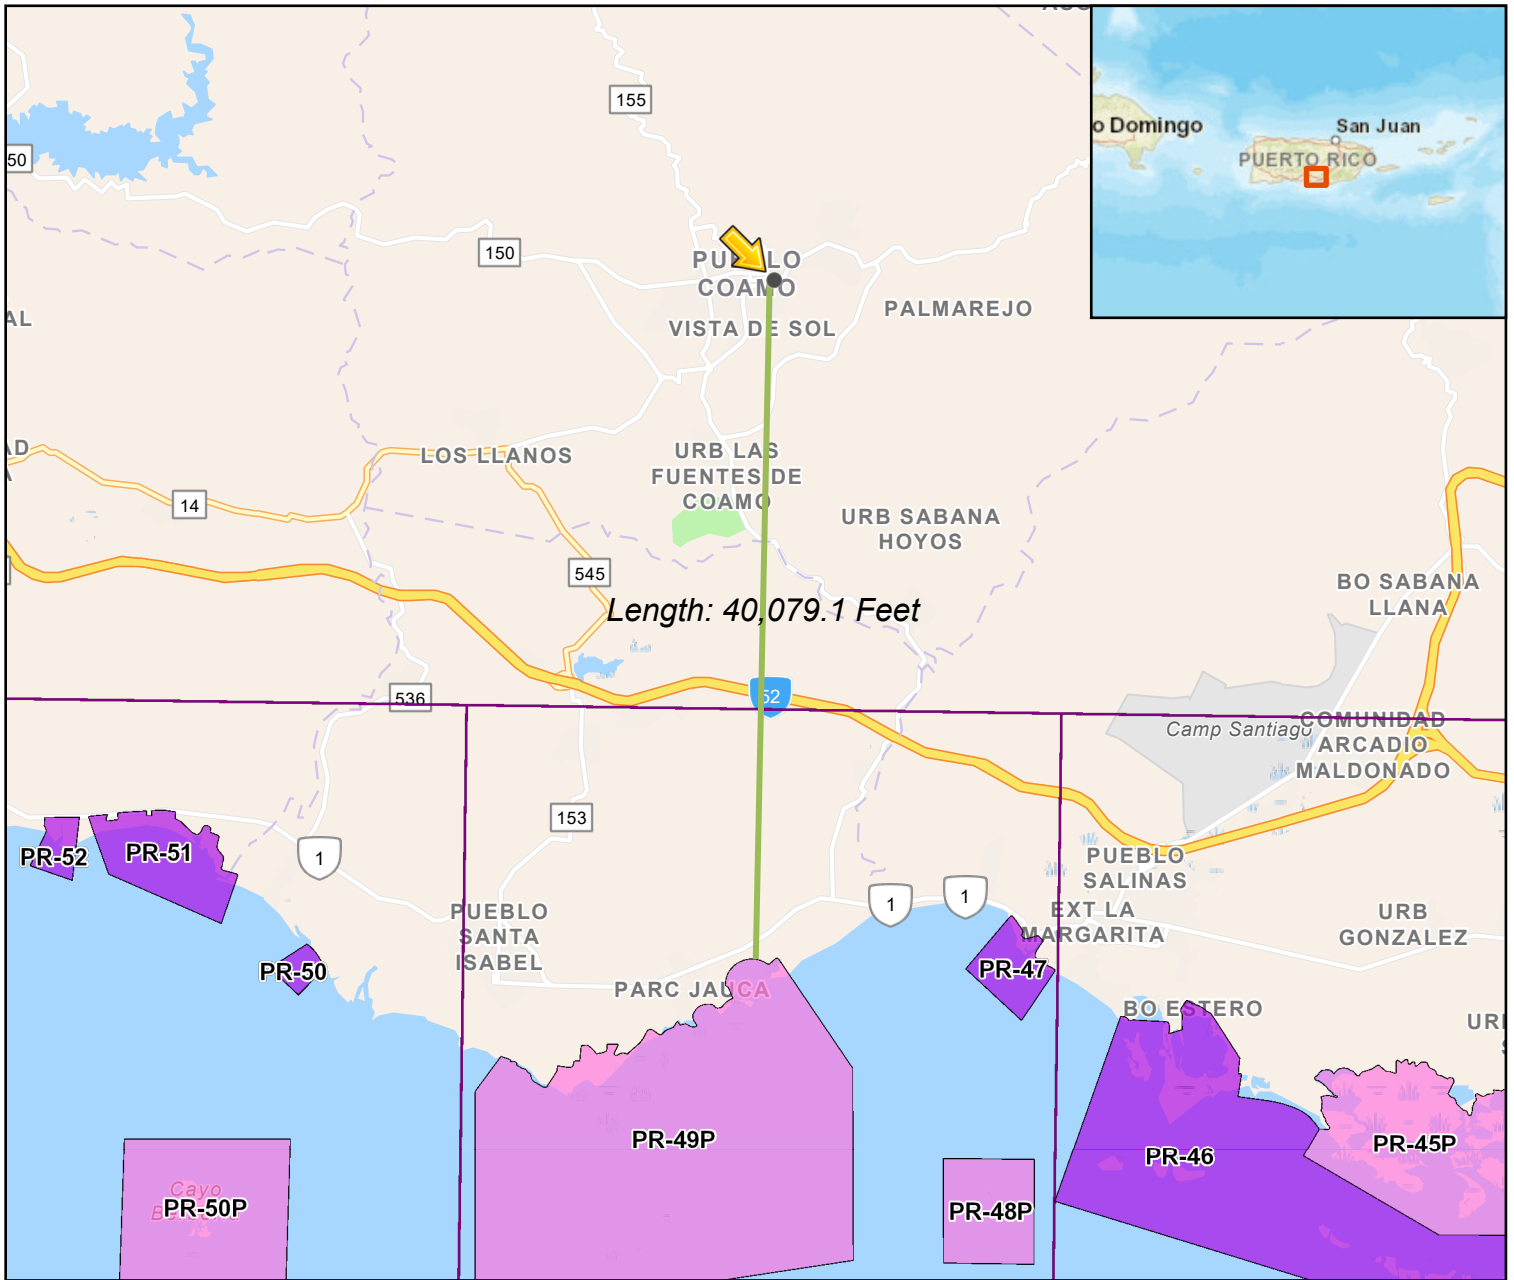 155
o Domingo
San Juan
PUERTO RICO
50
150
COAMO
PALMAREJO
VISTA DE SOL
AL
LOS LLANOS
URB LAS
FUENTES DE
COAMO
14
URB SABANA
HOYOS
545
BO SABANA
LLANA
Length: 40,079.1 Feet
52
536
Camp Santiago
COMUNIDAD
ARCADIO
MALDONADO
153
PR-52
PR-51
1
PUEBLO
SALINAS
1
1
PUEBLO
SANTA
ISABEL
EXT LA
MARGARITA
URB
GONZALEZ
PR-50
PR-47
PARC JAUCA
BO ESTERO
PR-49P
PR-46
PR-45P
Cayo
PR-50P
PR-48P